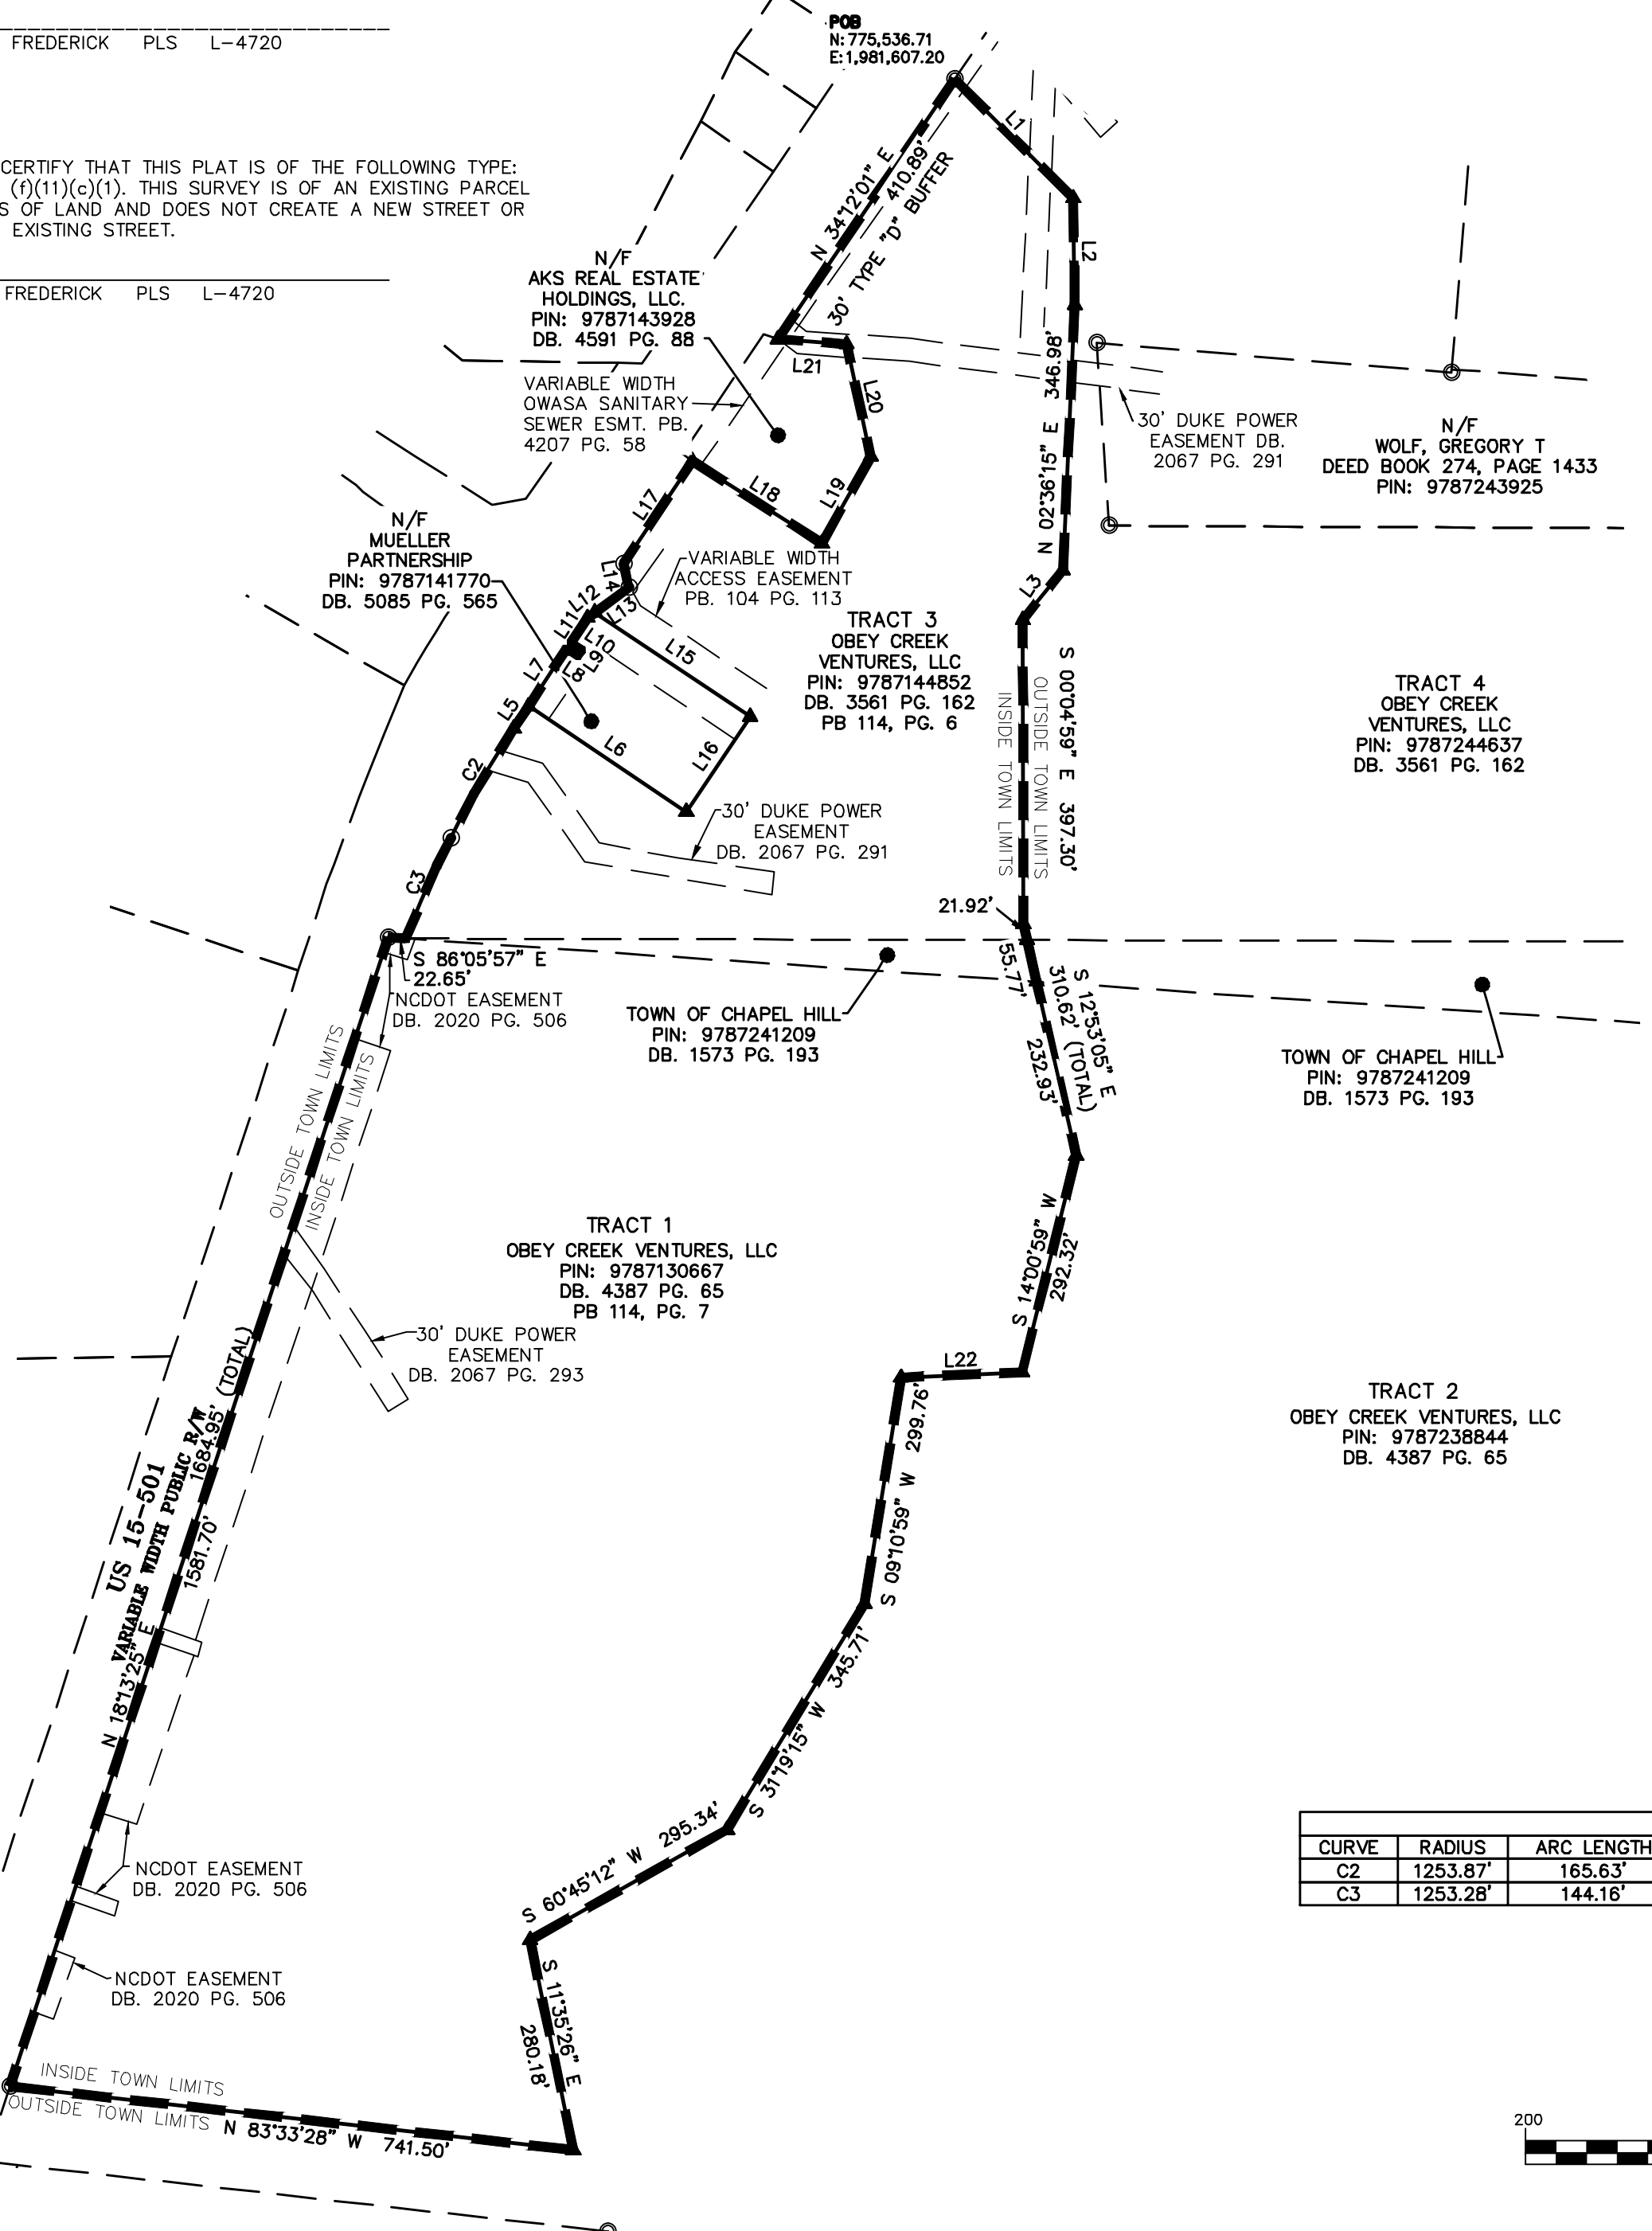 FREDERICK PLS L-4720
CERTIFY THAT THIS PLAT IS OF THE FOLLOWING TYPE:
(f)(11)(c)(1). THIS SURVEY IS OF AN EXISTING PARCEL
S OF LAND AND DOES NOT CREATE A NEW STREET OR
EXISTING STREET.
FREDERICK PLS L-4720
POB
N: 775,536.71
E: 1,981,607.20
L1
L2
N 34°12'01" E
410.89'
30' TYPE "D" BUFFER
N/F
AKS REAL ESTATE
HOLDINGS, LLC.
PIN: 9787143928
DB. 4591 PG. 88
VARIABLE WIDTH
OWASA SANITARY
SEWER ESMT. PB.
4207 PG. 58
L21
L20
L19
L18
L17
N 02°36'15" E 346.98'
30' DUKE POWER
EASEMENT DB.
2067 PG. 291
N/F
WOLF, GREGORY T
DEED BOOK 274, PAGE 1433
PIN: 9787243925
N/F
MUELLER
PARTNERSHIP
PIN: 9787141770
DB. 5085 PG. 565
VARIABLE WIDTH
ACCESS EASEMENT
PB. 104 PG. 113
L14
L12
L13
L11
L10
L9
L8
L7
L5
L15
L16
L6
L3
TRACT 3
OBEY CREEK
VENTURES, LLC
PIN: 9787144852
DB. 3561 PG. 162
PB 114, PG. 6
S 00°04'59" E 397.30'
OUTSIDE TOWN LIMITS
INSIDE TOWN LIMITS
TRACT 4
OBEY CREEK
VENTURES, LLC
PIN: 9787244637
DB. 3561 PG. 162
C2
C3
30' DUKE POWER
EASEMENT
DB. 2067 PG. 291
21.92'
55.77'
S 12°53'05" E
310.62' (TOTAL)
232.93'
S 86°05'57" E
22.65'
NCDOT EASEMENT
DB. 2020 PG. 506
TOWN OF CHAPEL HILL
PIN: 9787241209
DB. 1573 PG. 193
TOWN OF CHAPEL HILL
PIN: 9787241209
DB. 1573 PG. 193
OUTSIDE TOWN LIMITS
INSIDE TOWN LIMITS
TRACT 1
OBEY CREEK VENTURES, LLC
PIN: 9787130667
DB. 4387 PG. 65
PB 114, PG. 7
30' DUKE POWER
EASEMENT
DB. 2067 PG. 293
S 14°00'59" W
292.32'
L22
S 09°10'59" W 299.76'
TRACT 2
OBEY CREEK VENTURES, LLC
PIN: 9787238844
DB. 4387 PG. 65
US 15-501
VARIABLE WIDTH PUBLIC R/W
N 18°13'25" E
1684.95' (TOTAL)
1581.70'
S 31°19'15" W 345.71'
S 60°45'12" W 295.34'
S 11°35'26" E
280.18'
NCDOT EASEMENT
DB. 2020 PG. 506
NCDOT EASEMENT
DB. 2020 PG. 506
INSIDE TOWN LIMITS
OUTSIDE TOWN LIMITS
N 83°33'28" W 741.50'
CURVE RADIUS ARC LENGTH
C2 1253.87' 165.63'
C3 1253.28' 144.16'
200